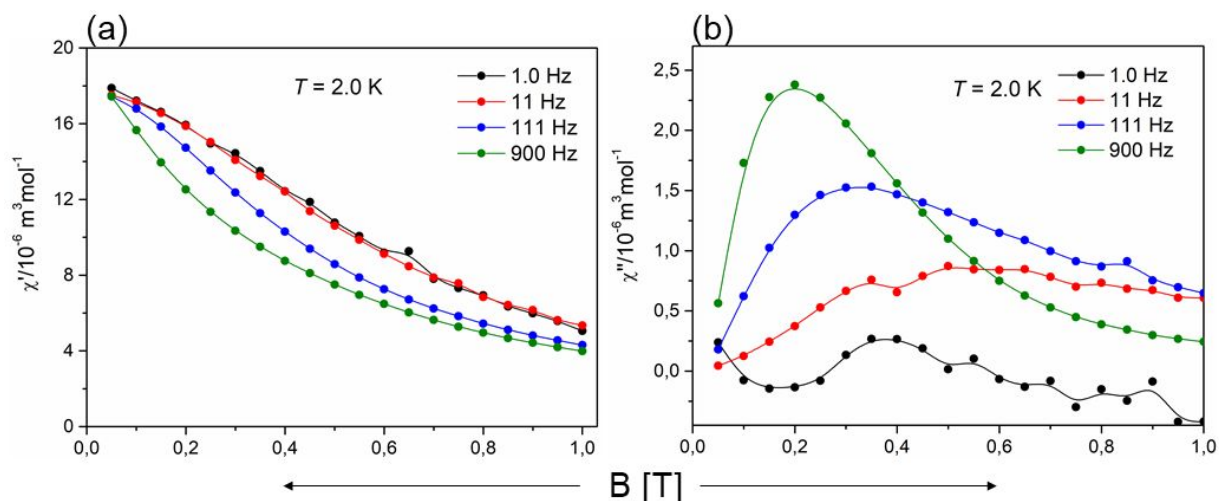 (a)
20
16
12
8
4
0
χ'/10⁻⁶ m³mol⁻¹
T = 2.0 K
1.0 Hz
11 Hz
111 Hz
900 Hz
0,0 0,2 0,4 0,6 0,8 1,0
(b)
2,5
2,0
1,5
1,0
0,5
0,0
χ''/10⁻⁶m³mol⁻¹
T = 2.0 K
1.0 Hz
11 Hz
111 Hz
900 Hz
0,0 0,2 0,4 0,6 0,8 1,0
B [T]